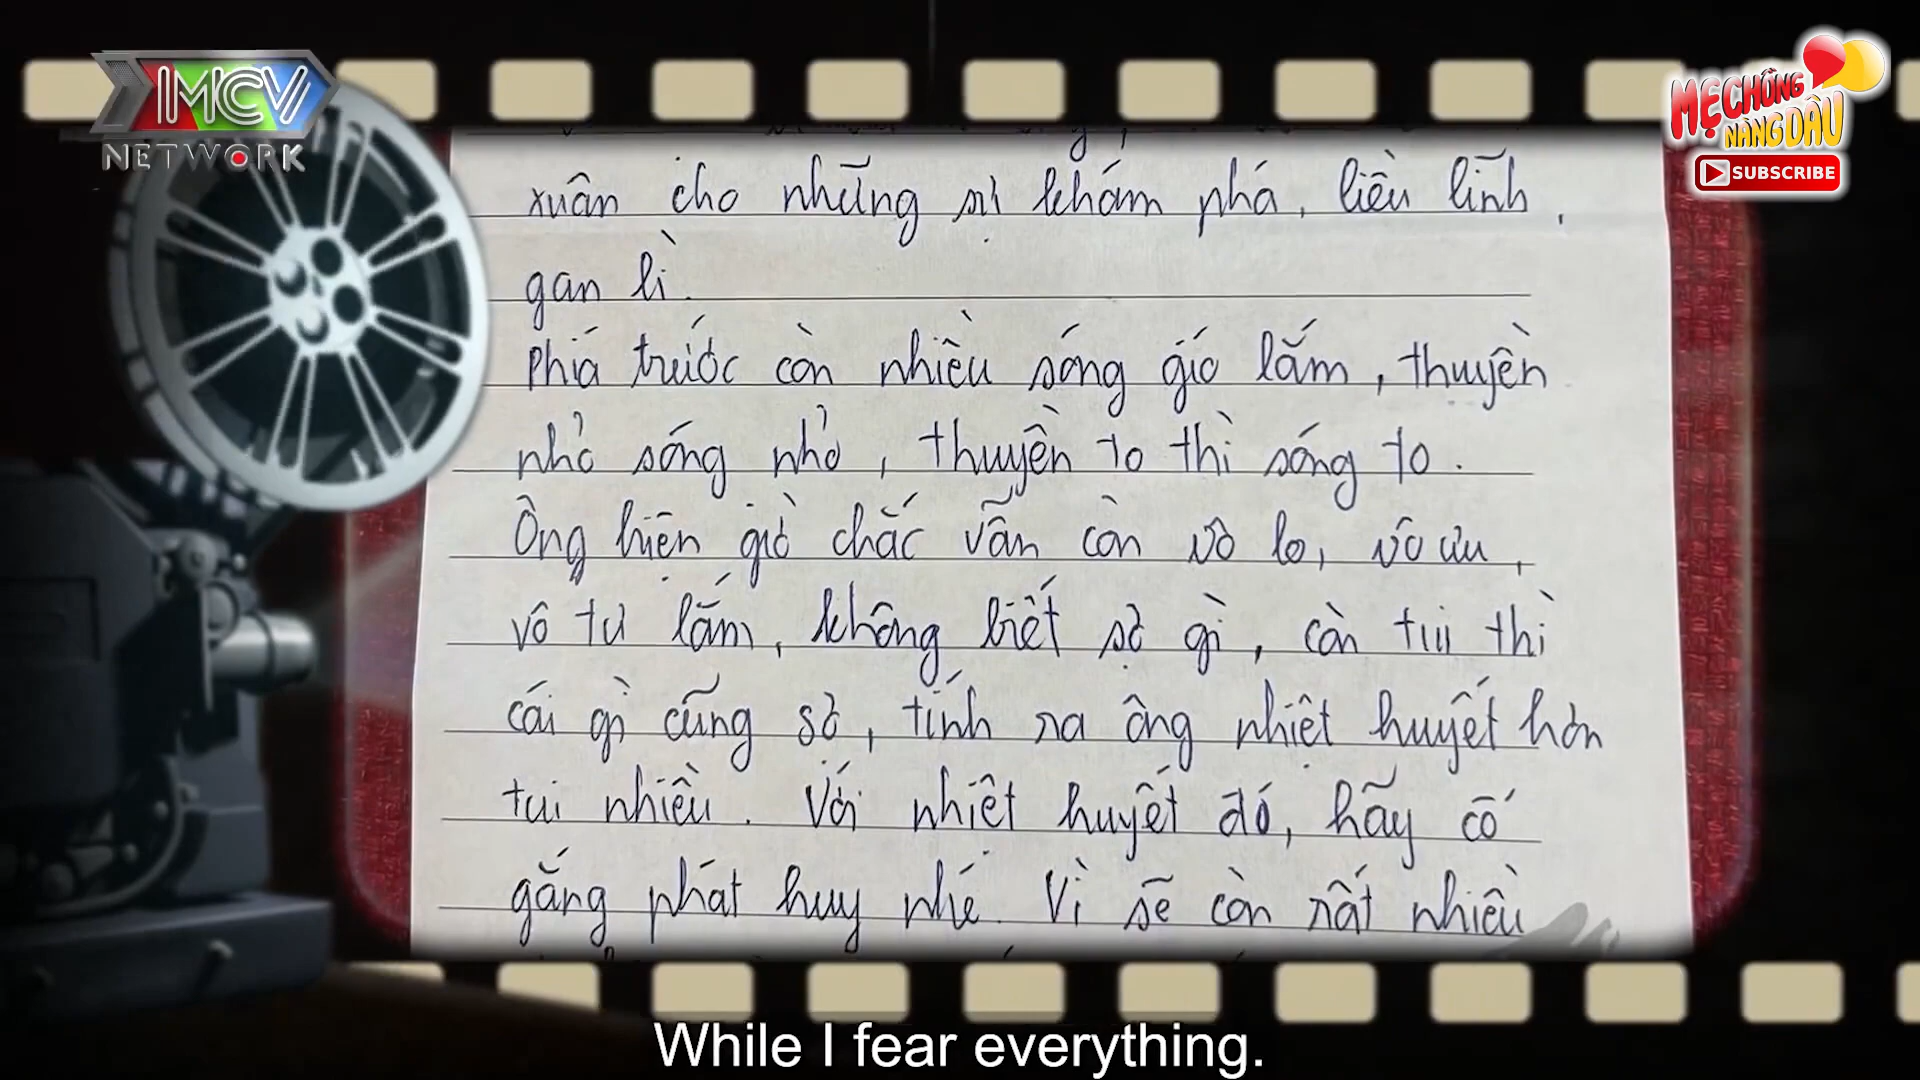 MCV
NETWORK
MẸ CHỒNG
NÀNG DÂU
SUBSCRIBE
xuân cho những sự khám phá, liều lĩnh,
gan lì.
Phía trước còn nhiều sóng gió lắm, thuyền
nhỏ sóng nhỏ, thuyền to thì sóng to.
Ông hiện giờ chắc vẫn còn vô lo, vô ưu,
vô tư lắm, không biết sợ gì, còn tui thì
cái gì cũng sợ, tính ra ông nhiệt huyết hơn
tui nhiều. Với nhiệt huyết đó, hãy cố
gắng phát huy nhé. Vì sẽ còn rất nhiều
While I fear everything.